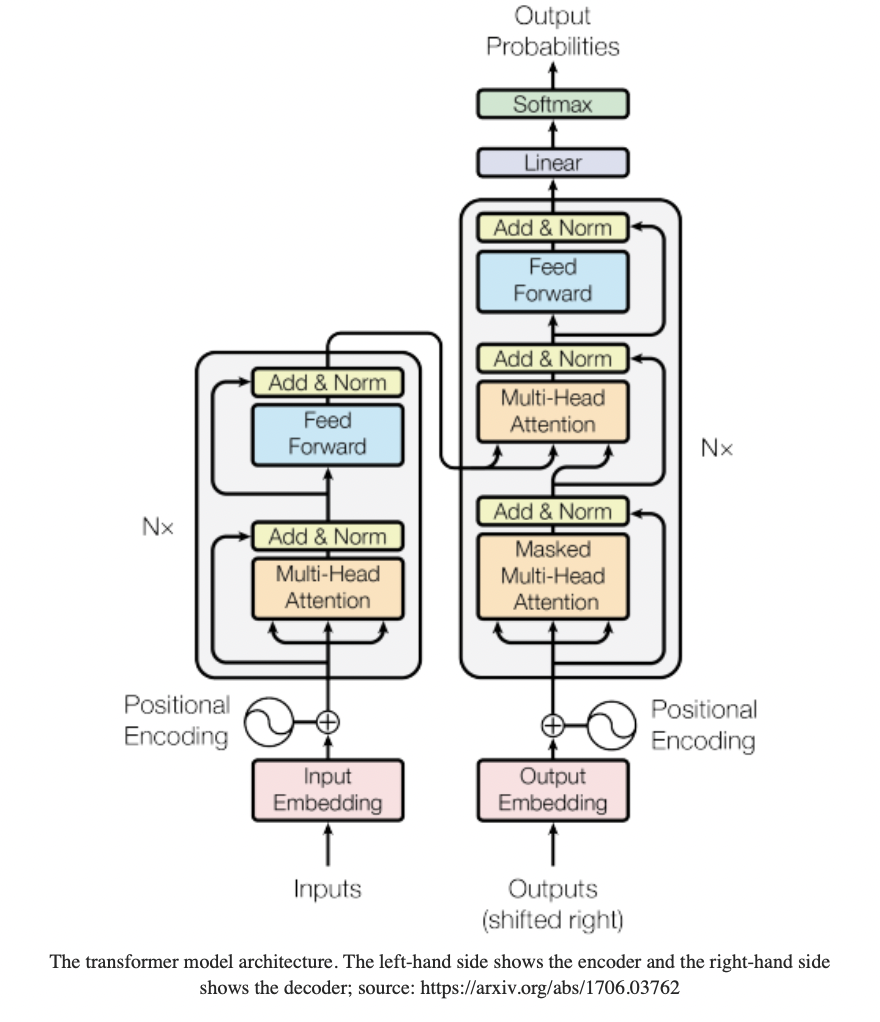 Output
Probabilities
Softmax
Linear
Add & Norm
Feed
Forward
Add & Norm
Multi-Head
Attention
Nx
Add & Norm
Masked
Multi-Head
Attention
Positional
Encoding
Output
Embedding
Outputs
(shifted right)
Add & Norm
Feed
Forward
Nx
Add & Norm
Multi-Head
Attention
Positional
Encoding
Input
Embedding
Inputs
The transformer model architecture. The left-hand side shows the encoder and the right-hand side
shows the decoder; source: https://arxiv.org/abs/1706.03762